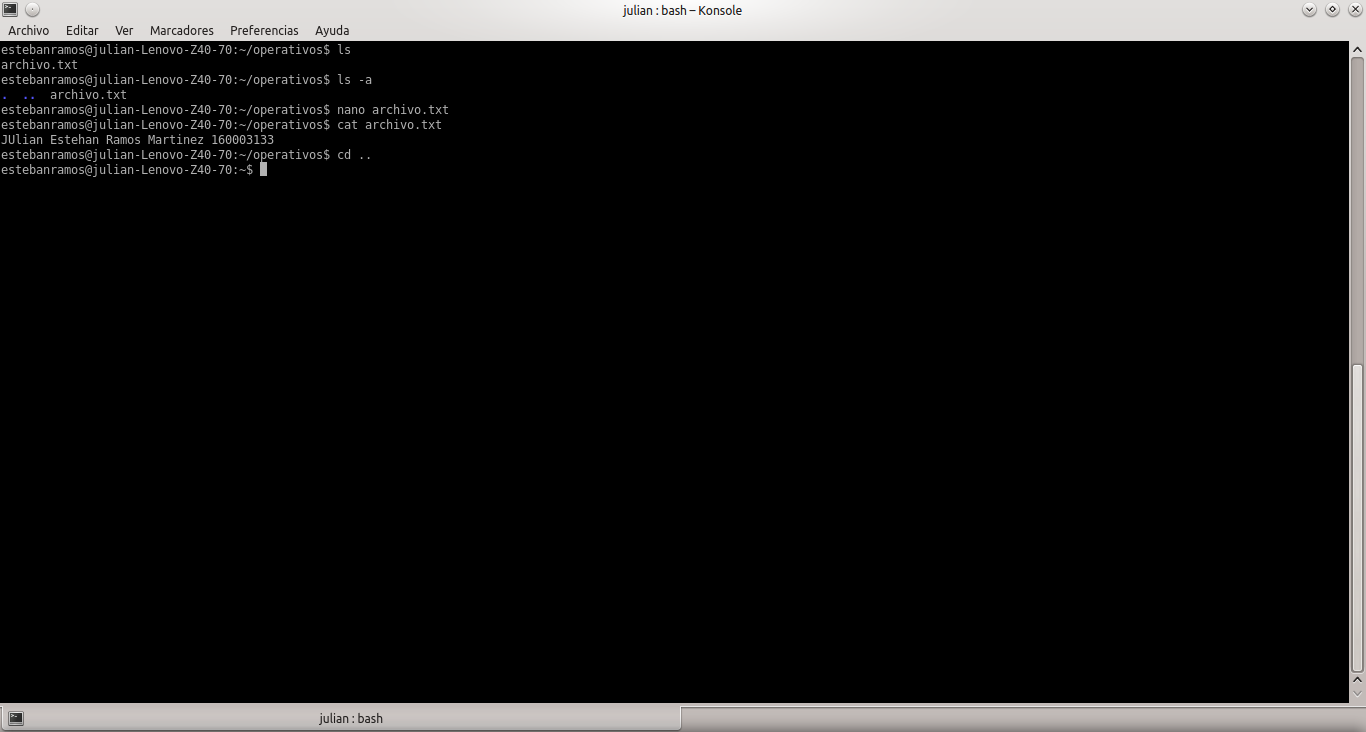 julian : bash – Konsole
Archivo Editar Ver Marcadores Preferencias Ayuda
estebanramos@julian-Lenovo-Z40-70:~/operativos$ ls
archivo.txt
estebanramos@julian-Lenovo-Z40-70:~/operativos$ ls -a
.  ..  archivo.txt
estebanramos@julian-Lenovo-Z40-70:~/operativos$ nano archivo.txt
estebanramos@julian-Lenovo-Z40-70:~/operativos$ cat archivo.txt
JUlian Estehan Ramos Martinez 160003133
estebanramos@julian-Lenovo-Z40-70:~/operativos$ cd ..
estebanramos@julian-Lenovo-Z40-70:~$
julian : bash